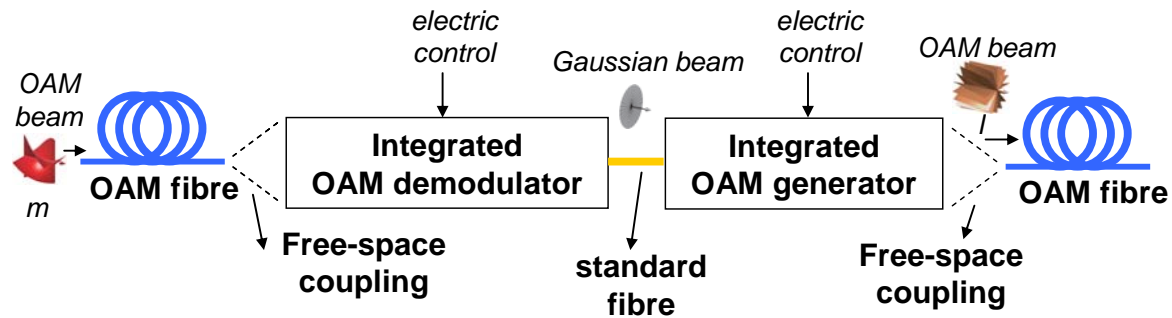 OAM
beam
m
OAM fibre
Free-space
coupling
electric
control
Integrated
OAM demodulator
Gaussian beam
standard
fibre
electric
control
Integrated
OAM generator
OAM beam
Free-space
coupling
OAM fibre